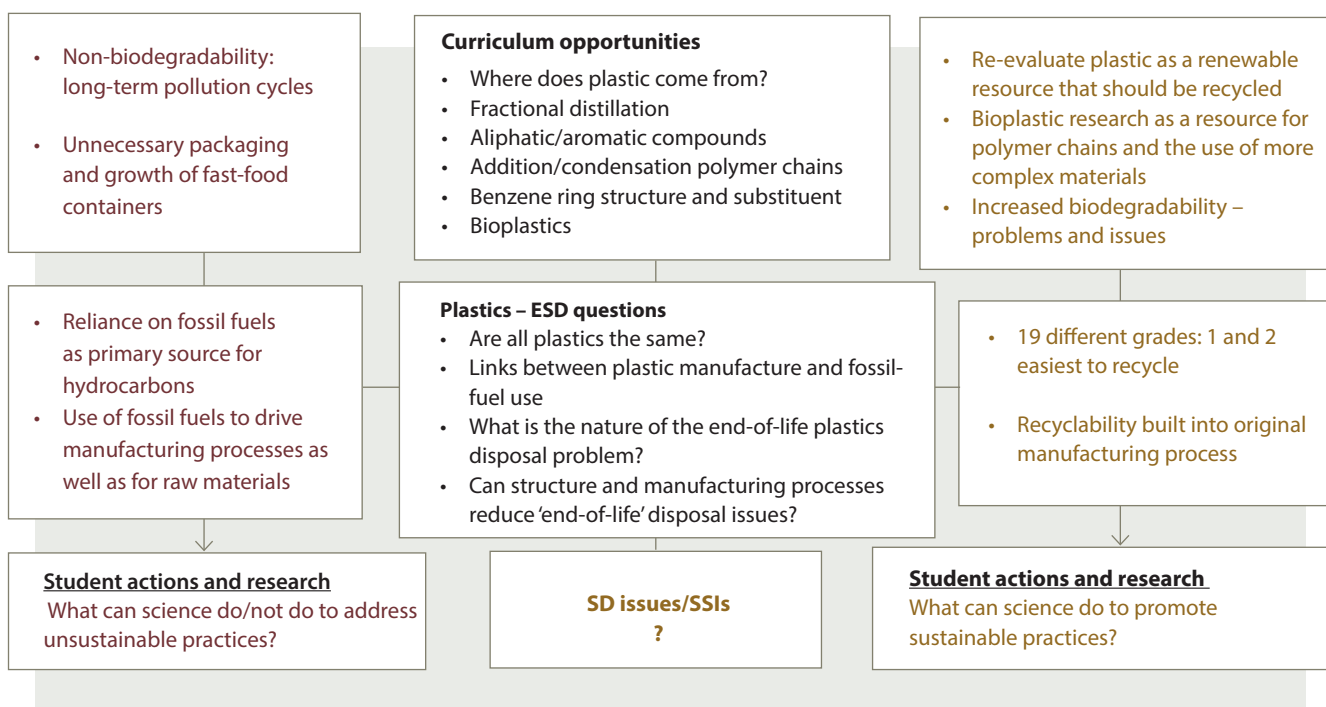 • Non-biodegradability:
long-term pollution cycles
• Unnecessary packaging
and growth of fast-food
containers
Curriculum opportunities
• Where does plastic come from?
• Fractional distillation
• Aliphatic/aromatic compounds
• Addition/condensation polymer chains
• Benzene ring structure and substituent
• Bioplastics
• Re-evaluate plastic as a renewable
resource that should be recycled
• Bioplastic research as a resource for
polymer chains and the use of more
complex materials
• Increased biodegradability –
problems and issues
• Reliance on fossil fuels
as primary source for
hydrocarbons
• Use of fossil fuels to drive
manufacturing processes as
well as for raw materials
Plastics – ESD questions
• Are all plastics the same?
• Links between plastic manufacture and fossil-
fuel use
• What is the nature of the end-of-life plastics
disposal problem?
• Can structure and manufacturing processes
reduce ‘end-of-life’ disposal issues?
• 19 different grades: 1 and 2
easiest to recycle
• Recyclability built into original
manufacturing process
Student actions and research
What can science do/not do to address
unsustainable practices?
SD issues/SSIs
?
Student actions and research
What can science do to promote
sustainable practices?